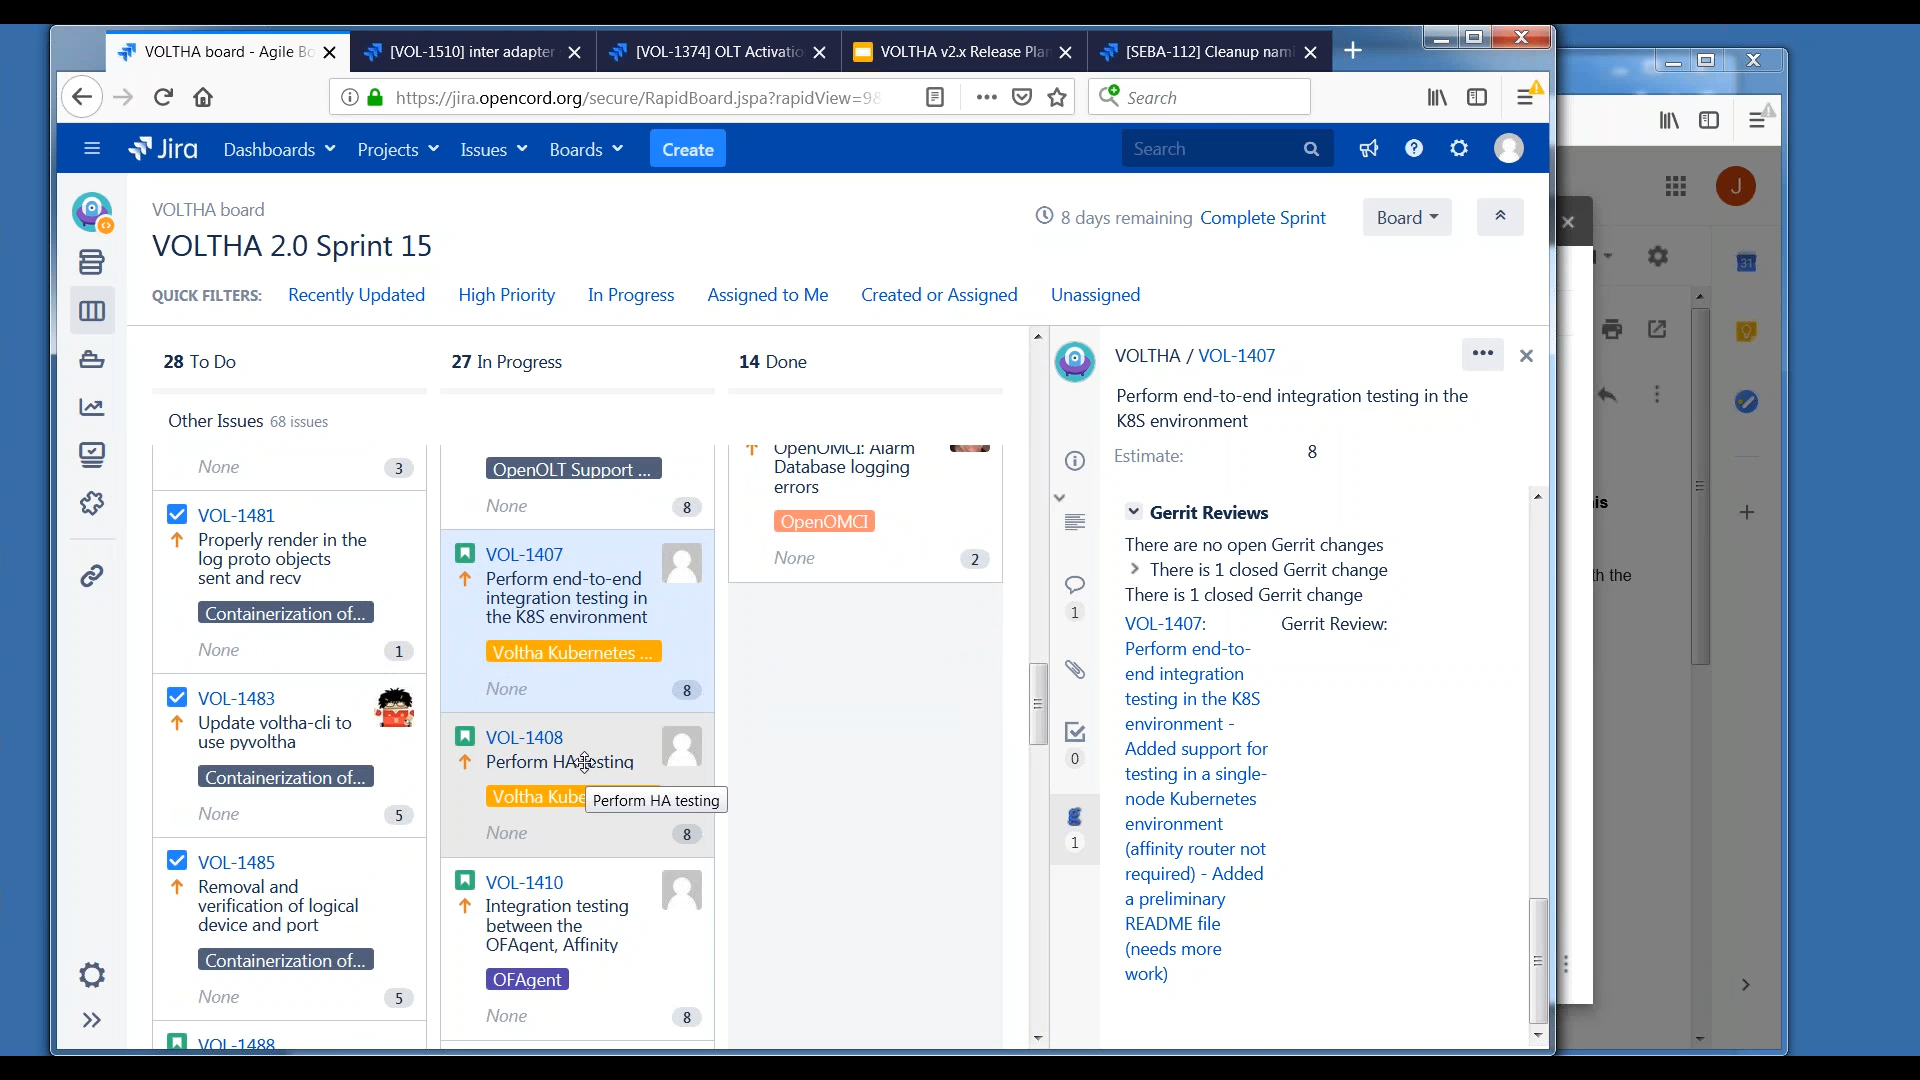 VOLTHA board - Agile Bo
[VOL-1510] inter adapter
[VOL-1374] OLT Activatio
VOLTHA v2.x Release Plan
[SEBA-112] Cleanup nami
https://jira.opencord.org/secure/RapidBoard.jspa?rapidView=98
Search
Jira
Dashboards
Projects
Issues
Boards
Create
Search
J
VOLTHA board
VOLTHA 2.0 Sprint 15
8 days remaining
Complete Sprint
Board
QUICK FILTERS:
Recently Updated
High Priority
In Progress
Assigned to Me
Created or Assigned
Unassigned
31
28 To Do
27 In Progress
14 Done
Other Issues 68 issues
None
3
VOL-1481
Properly render in the
log proto objects
sent and recv
Containerization of...
None
1
VOL-1483
Update voltha-cli to
use pyvoltha
Containerization of...
None
5
VOL-1485
Removal and
verification of logical
device and port
Containerization of...
None
5
VOL-1488
OpenOLT Support ...
None
8
VOL-1407
Perform end-to-end
integration testing in
the K8S environment
Voltha Kubernetes ...
None
8
VOL-1408
Perform HA testing
Voltha Kube
Perform HA testing
None
8
VOL-1410
Integration testing
between the
OFAgent, Affinity
OFAgent
None
8
OpenOMCI: Alarm
Database logging
errors
OpenOMCI
None
2
VOLTHA / VOL-1407
Perform end-to-end integration testing in the
K8S environment
Estimate:
8
1
0
1
Gerrit Reviews
There are no open Gerrit changes
There is 1 closed Gerrit change
There is 1 closed Gerrit change
VOL-1407:
Gerrit Review:
Perform end-to-
end integration
testing in the K8S
environment -
Added support for
testing in a single-
node Kubernetes
environment
(affinity router not
required) - Added
a preliminary
README file
(needs more
work)
is
th the